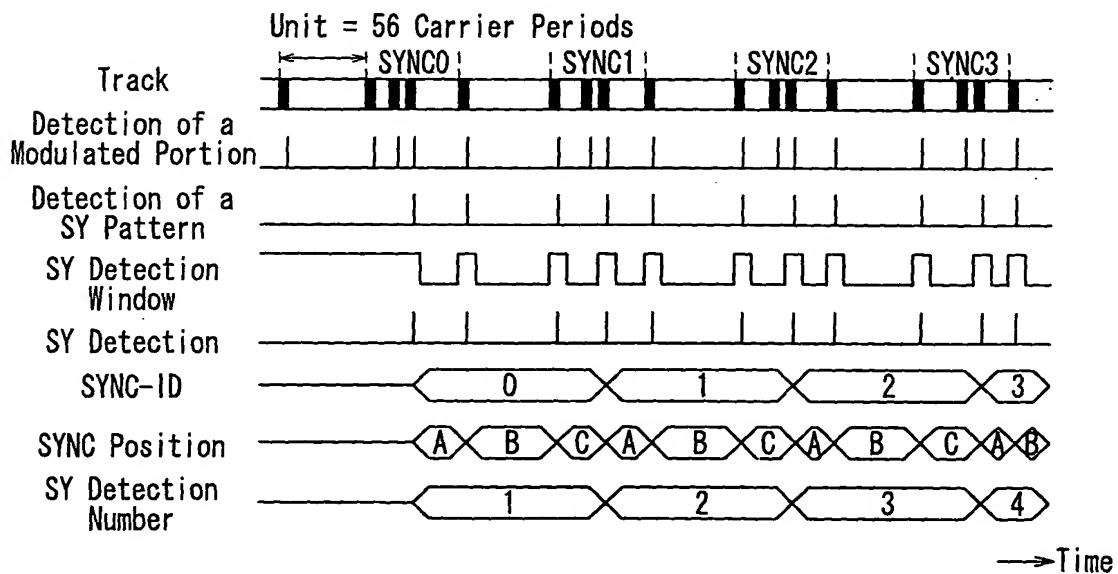 Unit = 56 Carrier Periods
SYNC0 SYNC1 SYNC2 SYNC3
Track
Detection of a
Modulated Portion
Detection of a
SY Pattern
SY Detection
Window
SY Detection
SYNC-ID 0 1 2 3
SYNC Position A B C A B C A B C A B
SY Detection
Number 1 2 3 4
Time